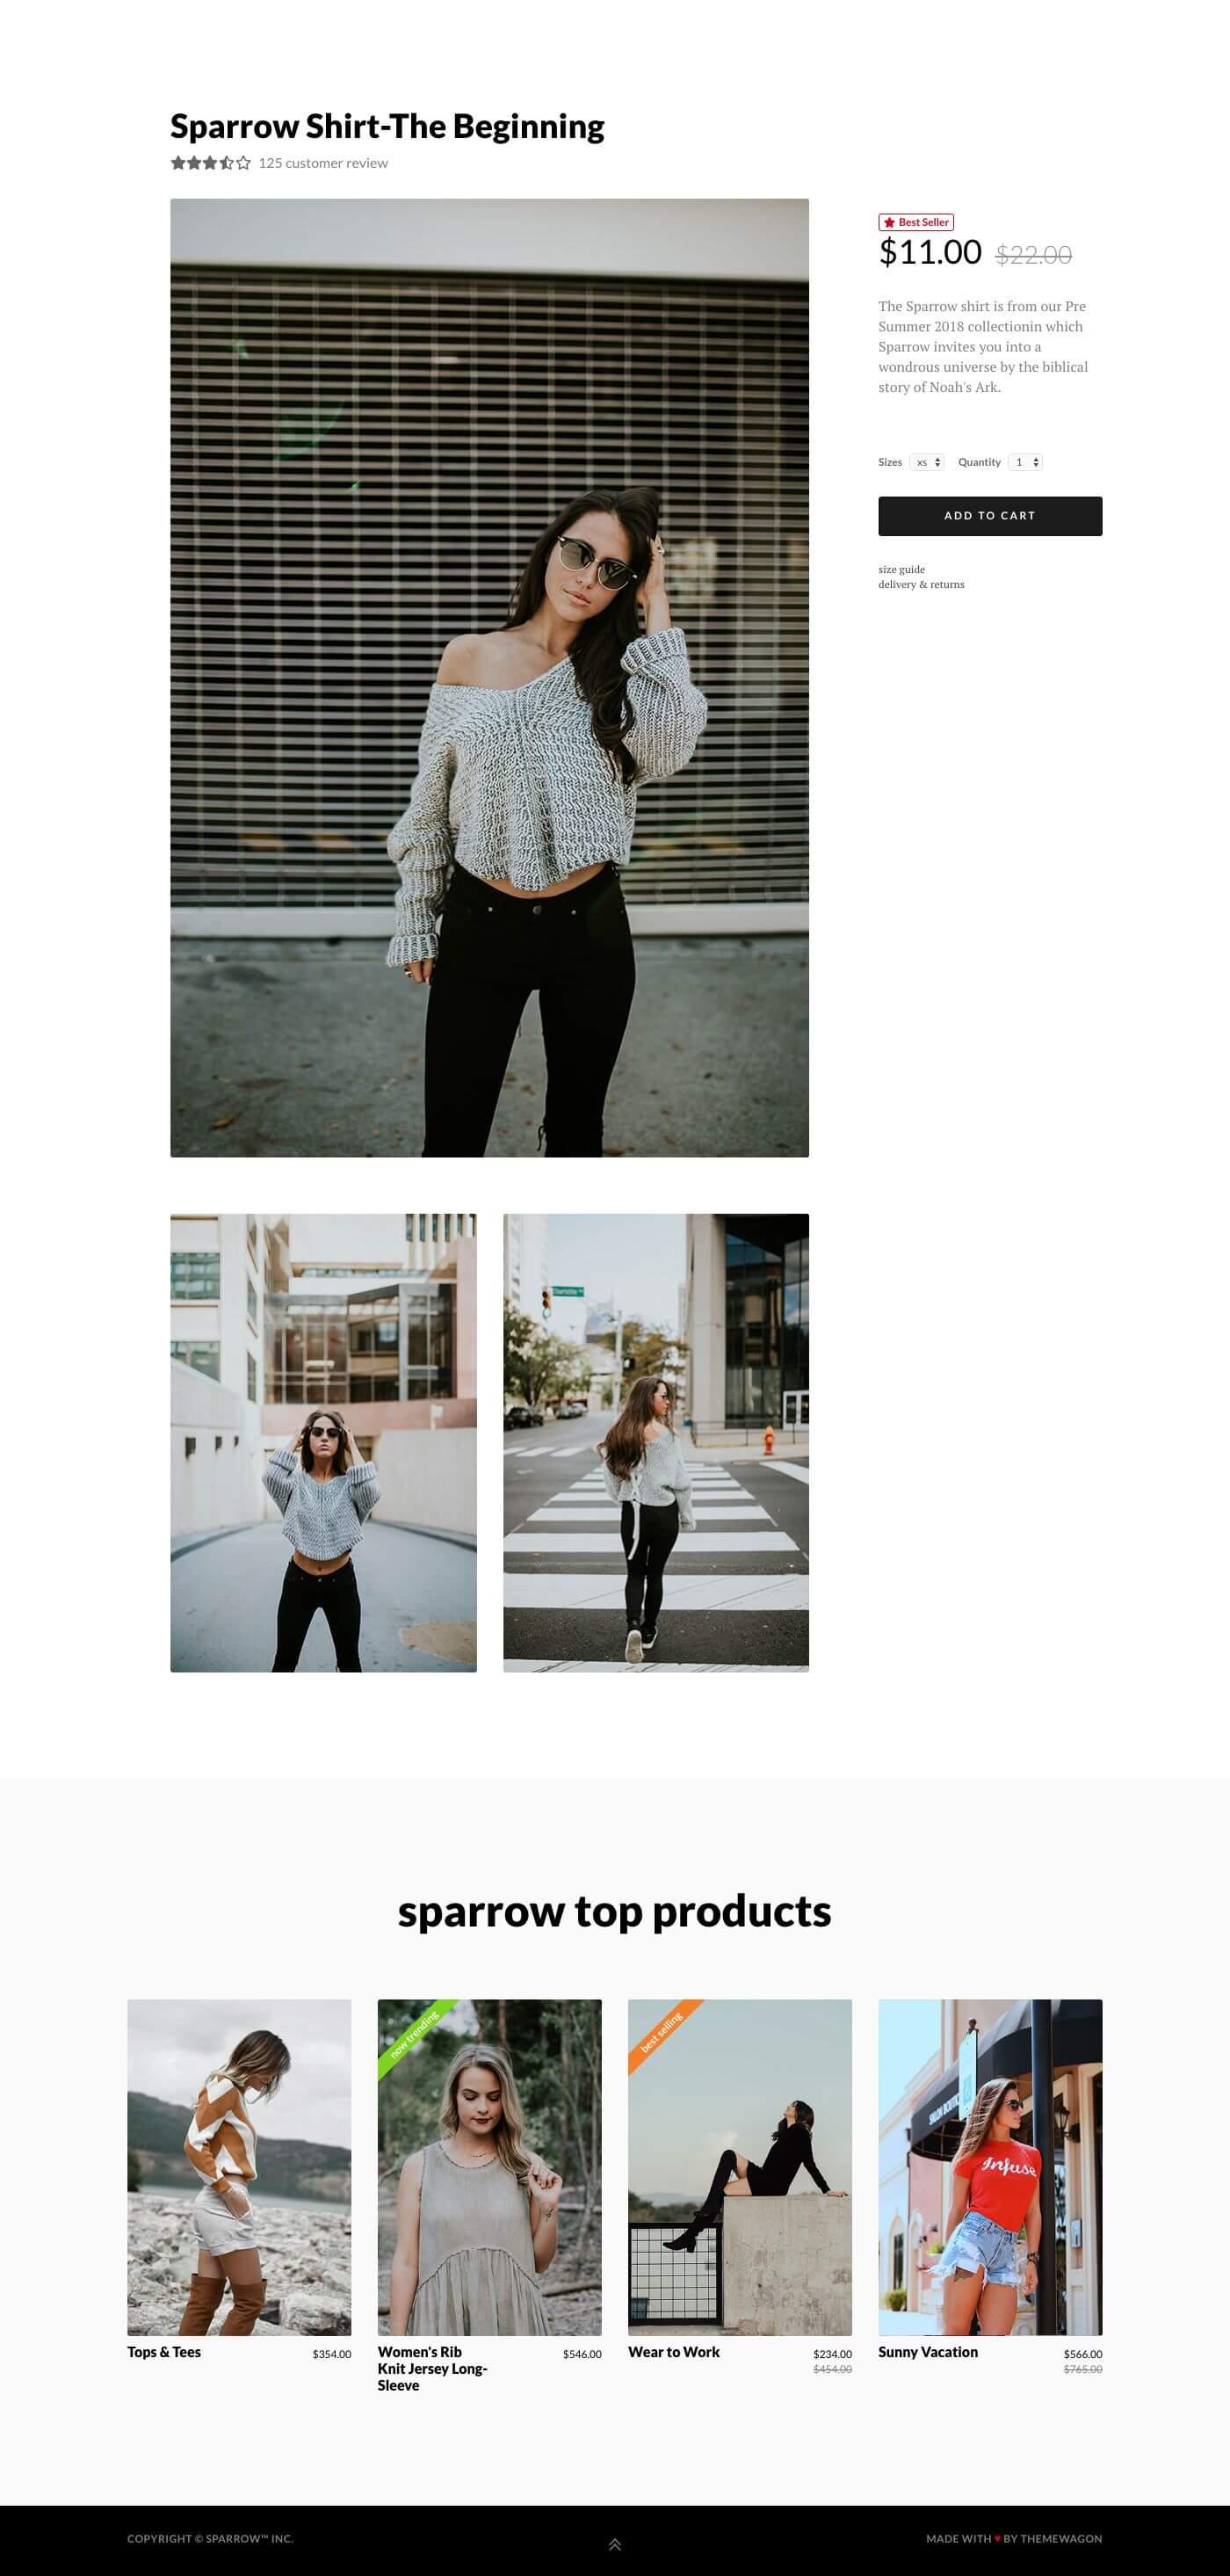 Sparrow Shirt-The Beginning
125 customer review
Best Seller
$11.00 $22.00
The Sparrow shirt is from our Pre
Summer 2018 collectionin which
Sparrow invites you into a
wondrous universe by the biblical
story of Noah's Ark.
Sizes xs Quantity 1
ADD TO CART
size guide
delivery & returns
sparrow top products
now trending
best selling
Infuse
Tops & Tees $354.00
Women's Rib $546.00
Knit Jersey Long-
Sleeve
Wear to Work $234.00
$454.00
Sunny Vacation $566.00
$765.00
COPYRIGHT © SPARROW™ INC.
MADE WITH ♥ BY THEMEWAGON